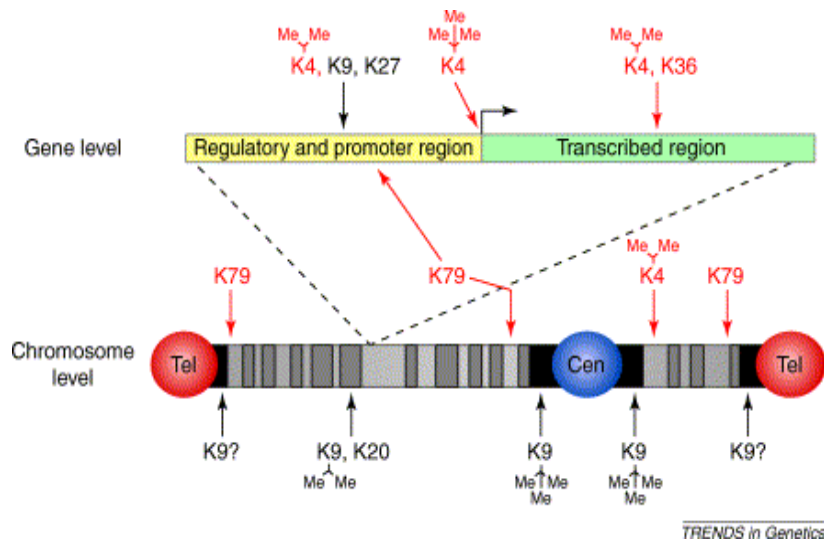 Me
Me Me Me Me Me Me
K4, K9, K27 K4 K4, K36
Gene level Regulatory and promoter region Transcribed region
Me Me
K79 K79 K4 K79
Chromosome
level
Tel Cen Tel
K9? K9, K20 K9 K9 K9?
Me Me Me Me Me Me
Me Me
TRENDS in Genetics